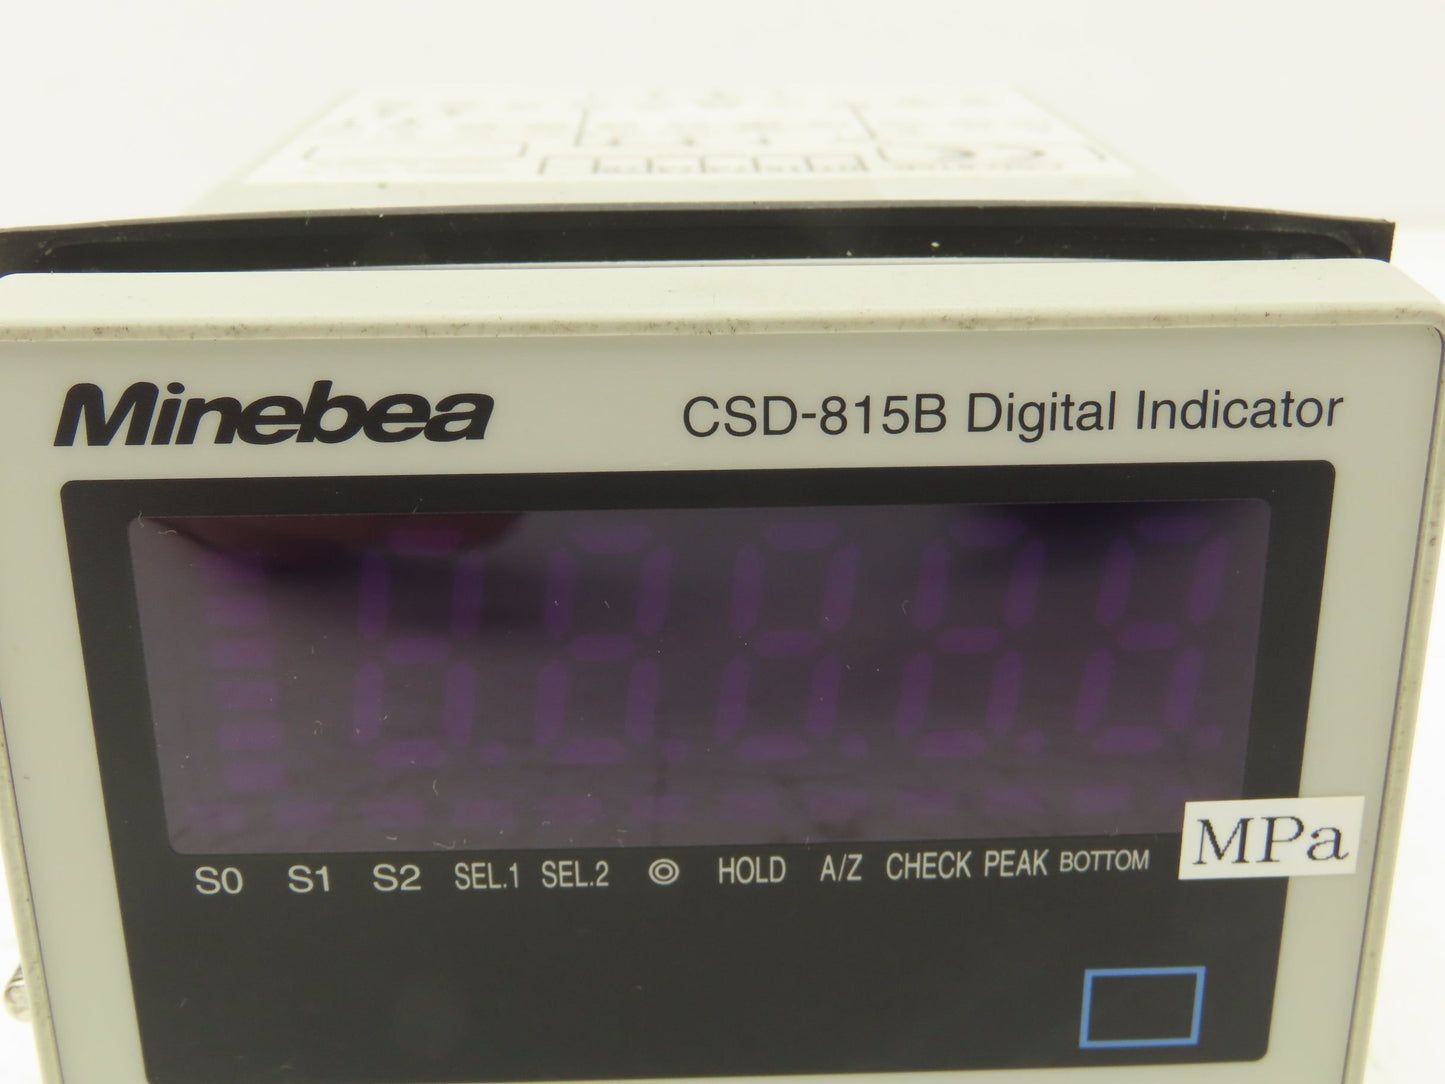 Minebea
CSD-815B Digital Indicator
MPa
S0 S1 S2 SEL.1 SEL.2 ◎ HOLD A/Z CHECK PEAK BOTTOM